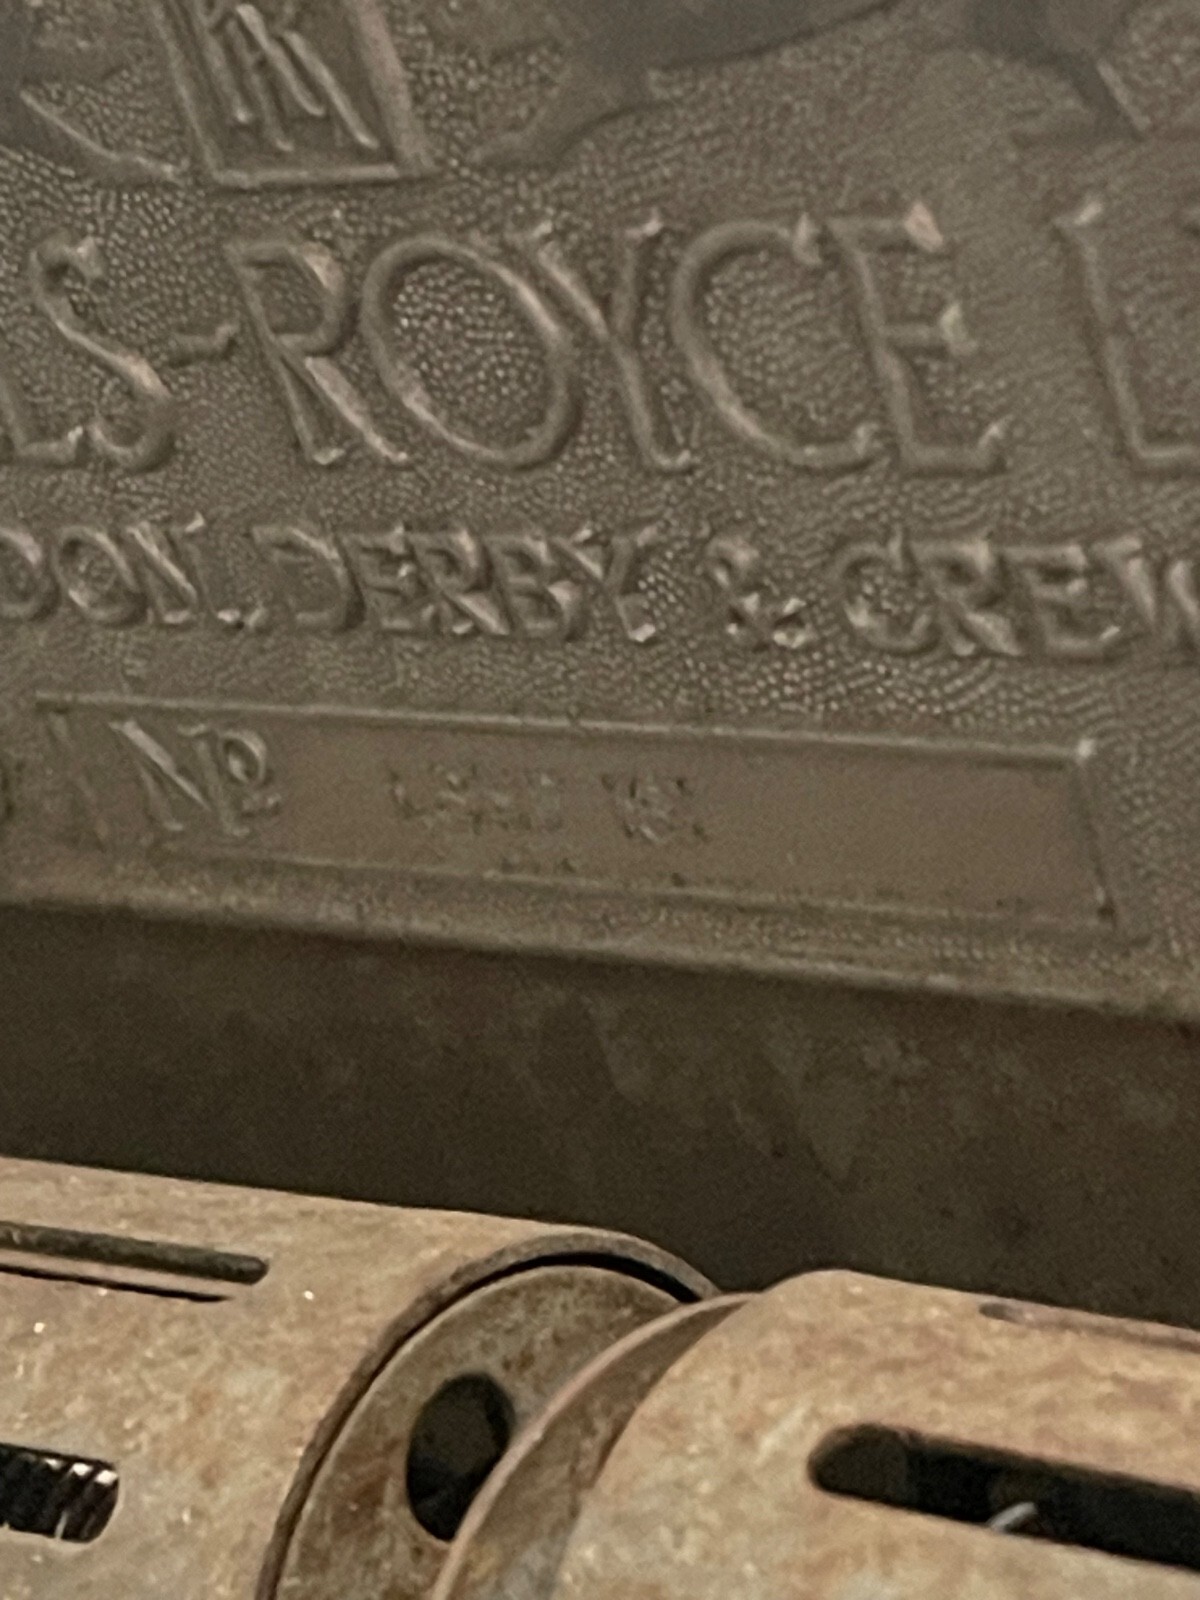 RR
LS-ROYCE L
DON. DERBY & CREW
No